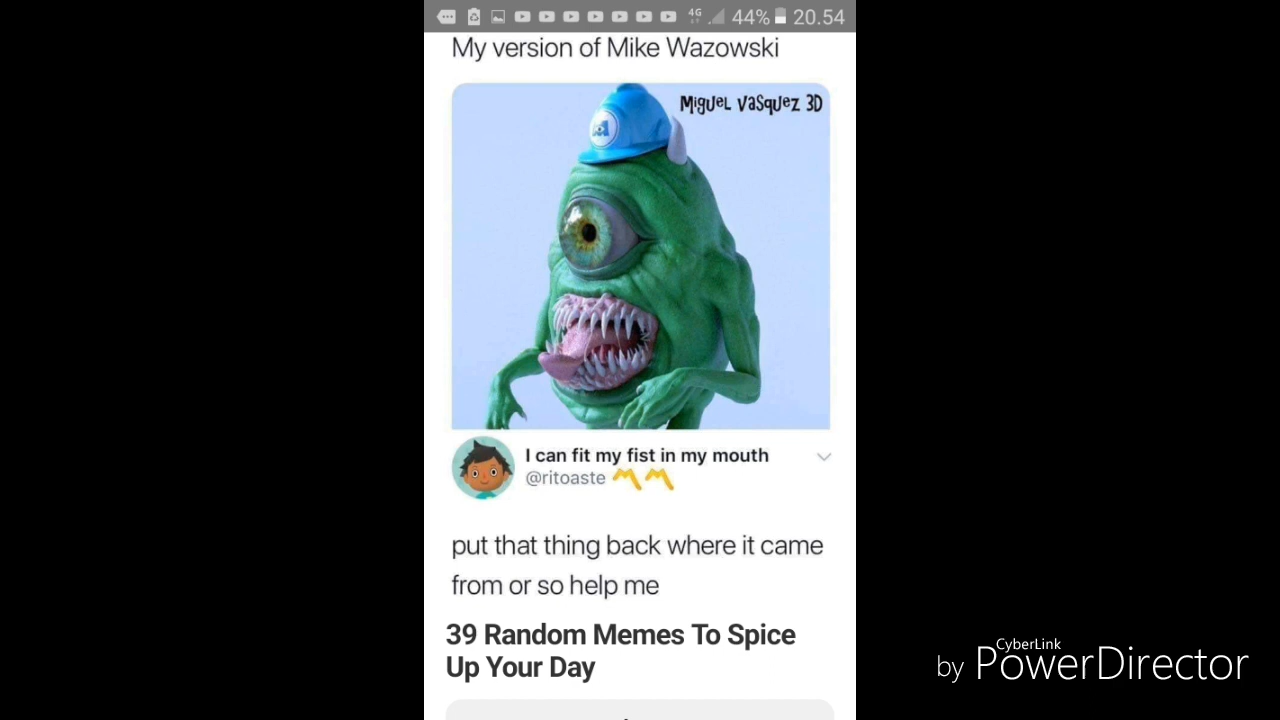 4G 44% 20.54
My version of Mike Wazowski
MiguEL VaSqUez 3D
I can fit my fist in my mouth
@ritoaste
put that thing back where it came
from or so help me
39 Random Memes To Spice
Up Your Day
CyberLink
by PowerDirector